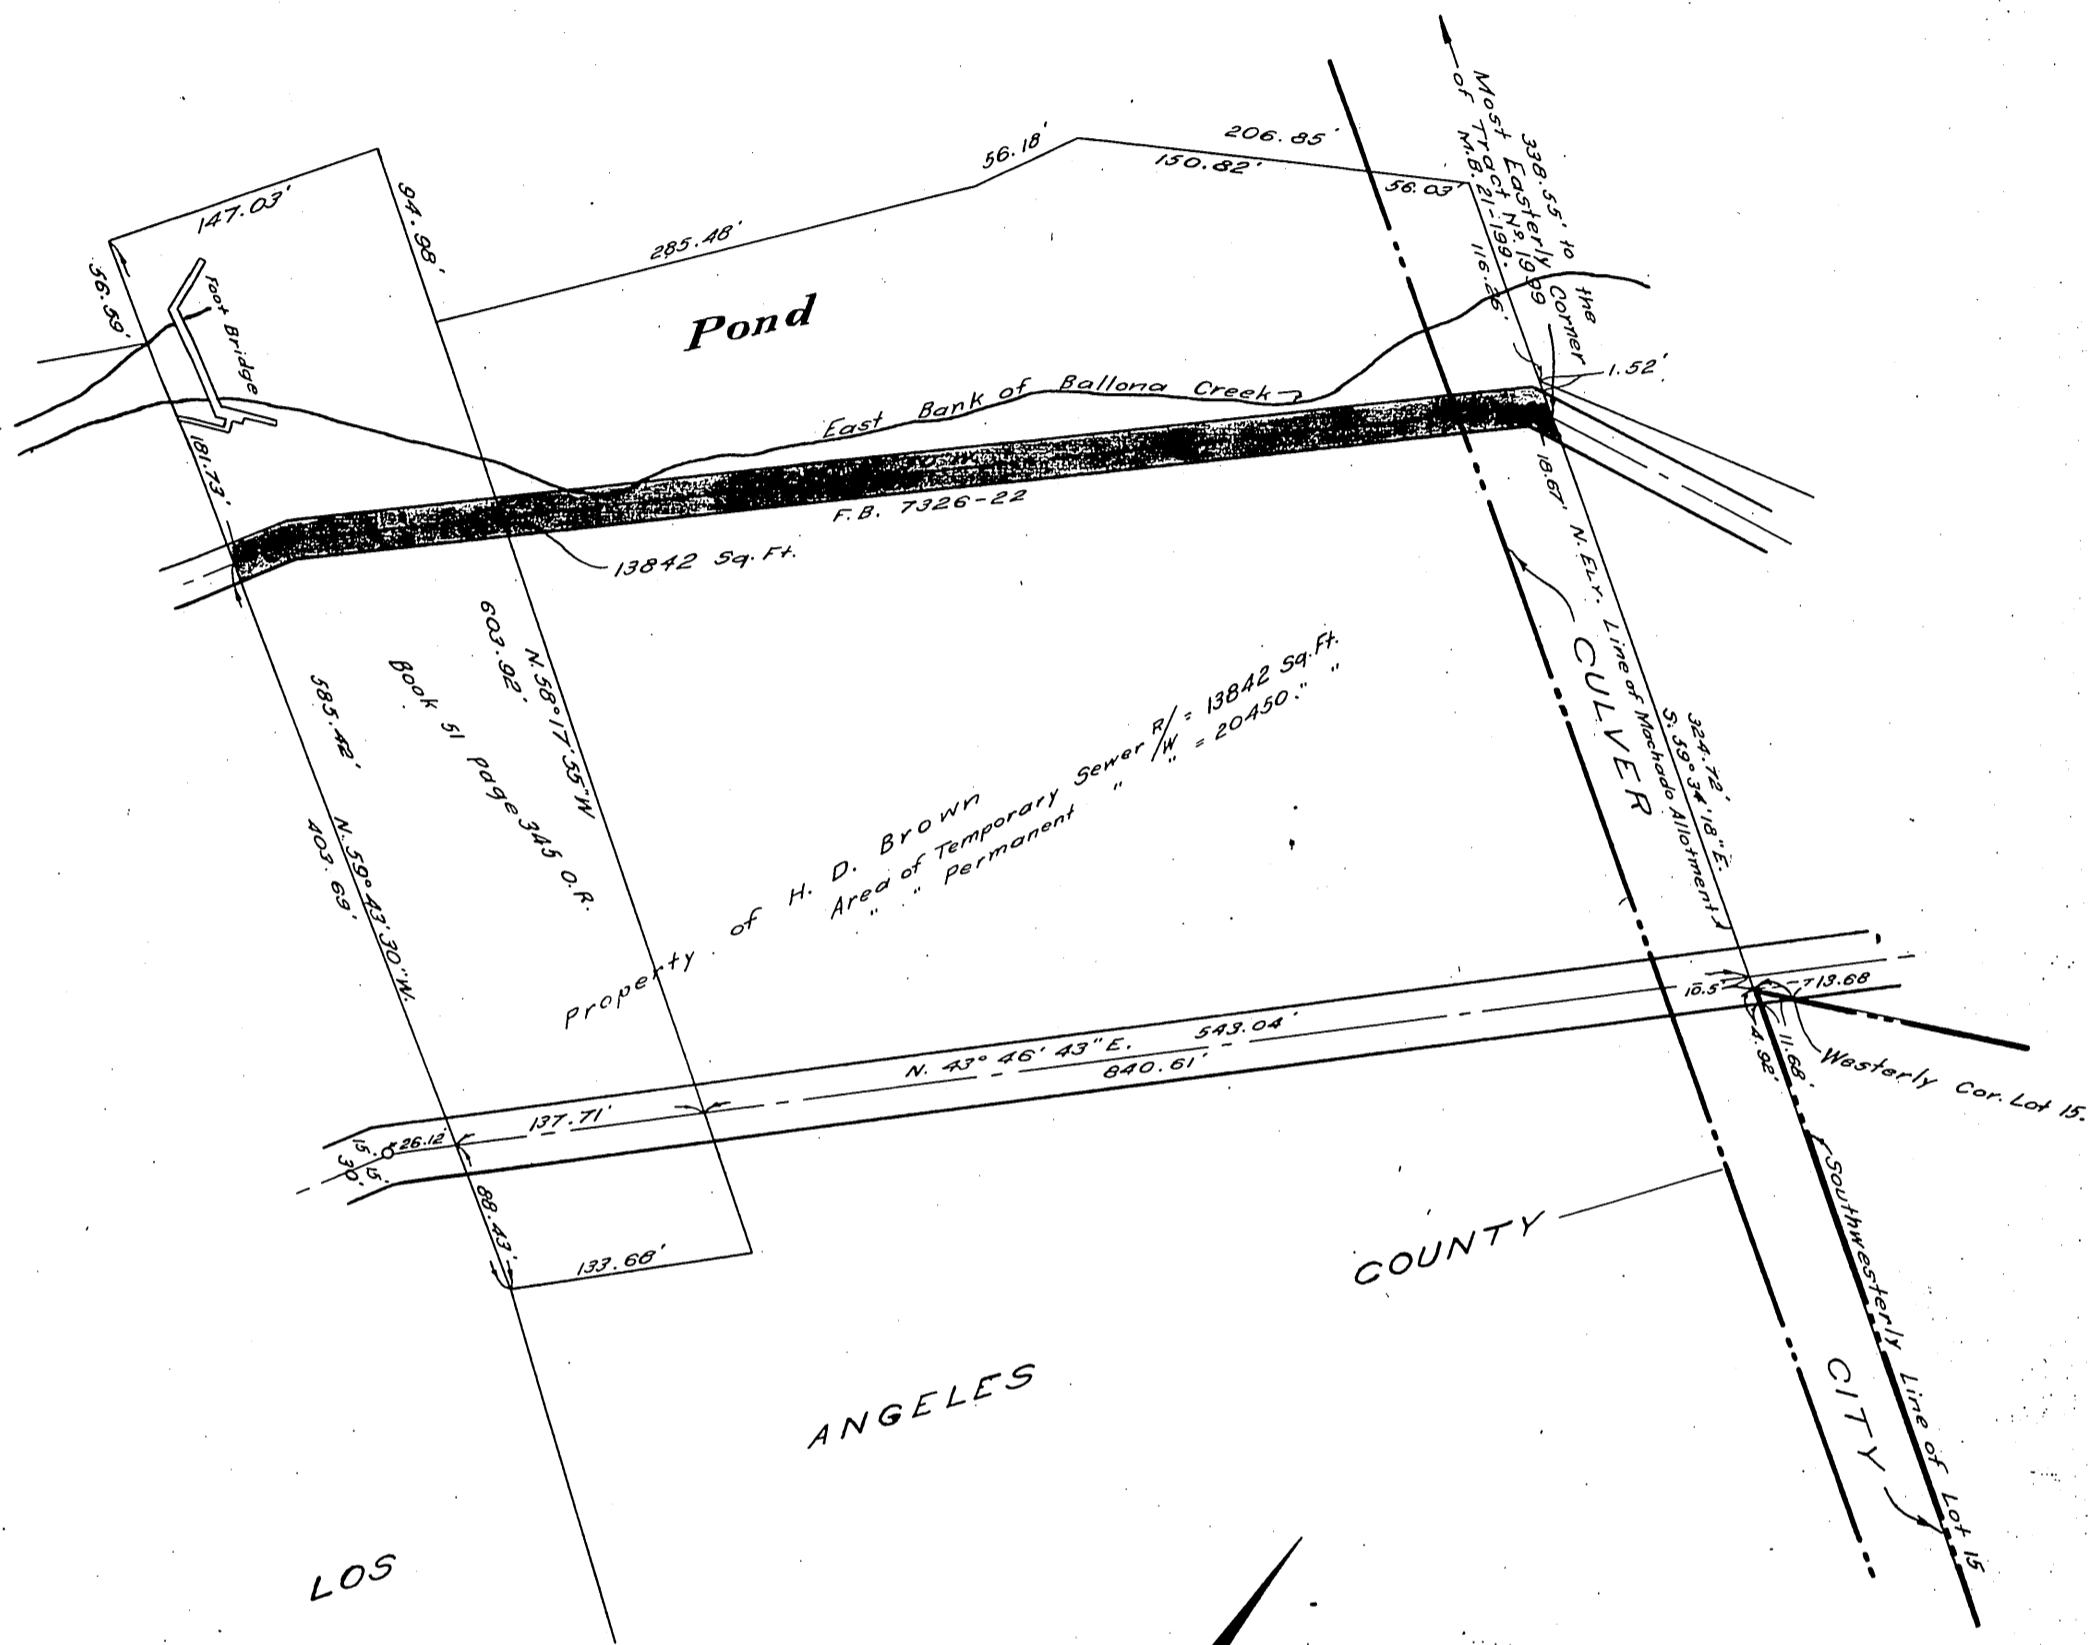 338.55' to the
Most Easterly Corner
of Tract Nº. 1999
M.B. 21-199.
206.85'
150.82'
56.03'
56.18'
285.48'
147.03'
94.98'
56.59'
Foot Bridge
116.26'
1.52'
Pond
East Bank of Ballona Creek
181.73'
F.B. 7326-22
13842 Sq. Ft.
18.67'
N. ELY. Line of Machado Allotment
324.72'
S. 59° 34' 18" E.
CULVER
603.92'
N. 58° 17' 55" W
585.42'
Book 51 page 345 O.R.
N. 59° 43' 30" W.
403.69'
Property of H. D. Brown
Area of Temporary Sewer R/W = 13842 Sq. Ft.
" " Permanent " " = 20450. " "
10.5'
713.68
4.92'
11.68'
Westerly Cor. Lot 15.
543.04'
N. 43° 46' 43" E.
840.61'
137.71'
26.12'
15.
15.
30'
88.43'
133.68'
Southwesterly Line of Lot 15
COUNTY
CITY
ANGELES
LOS